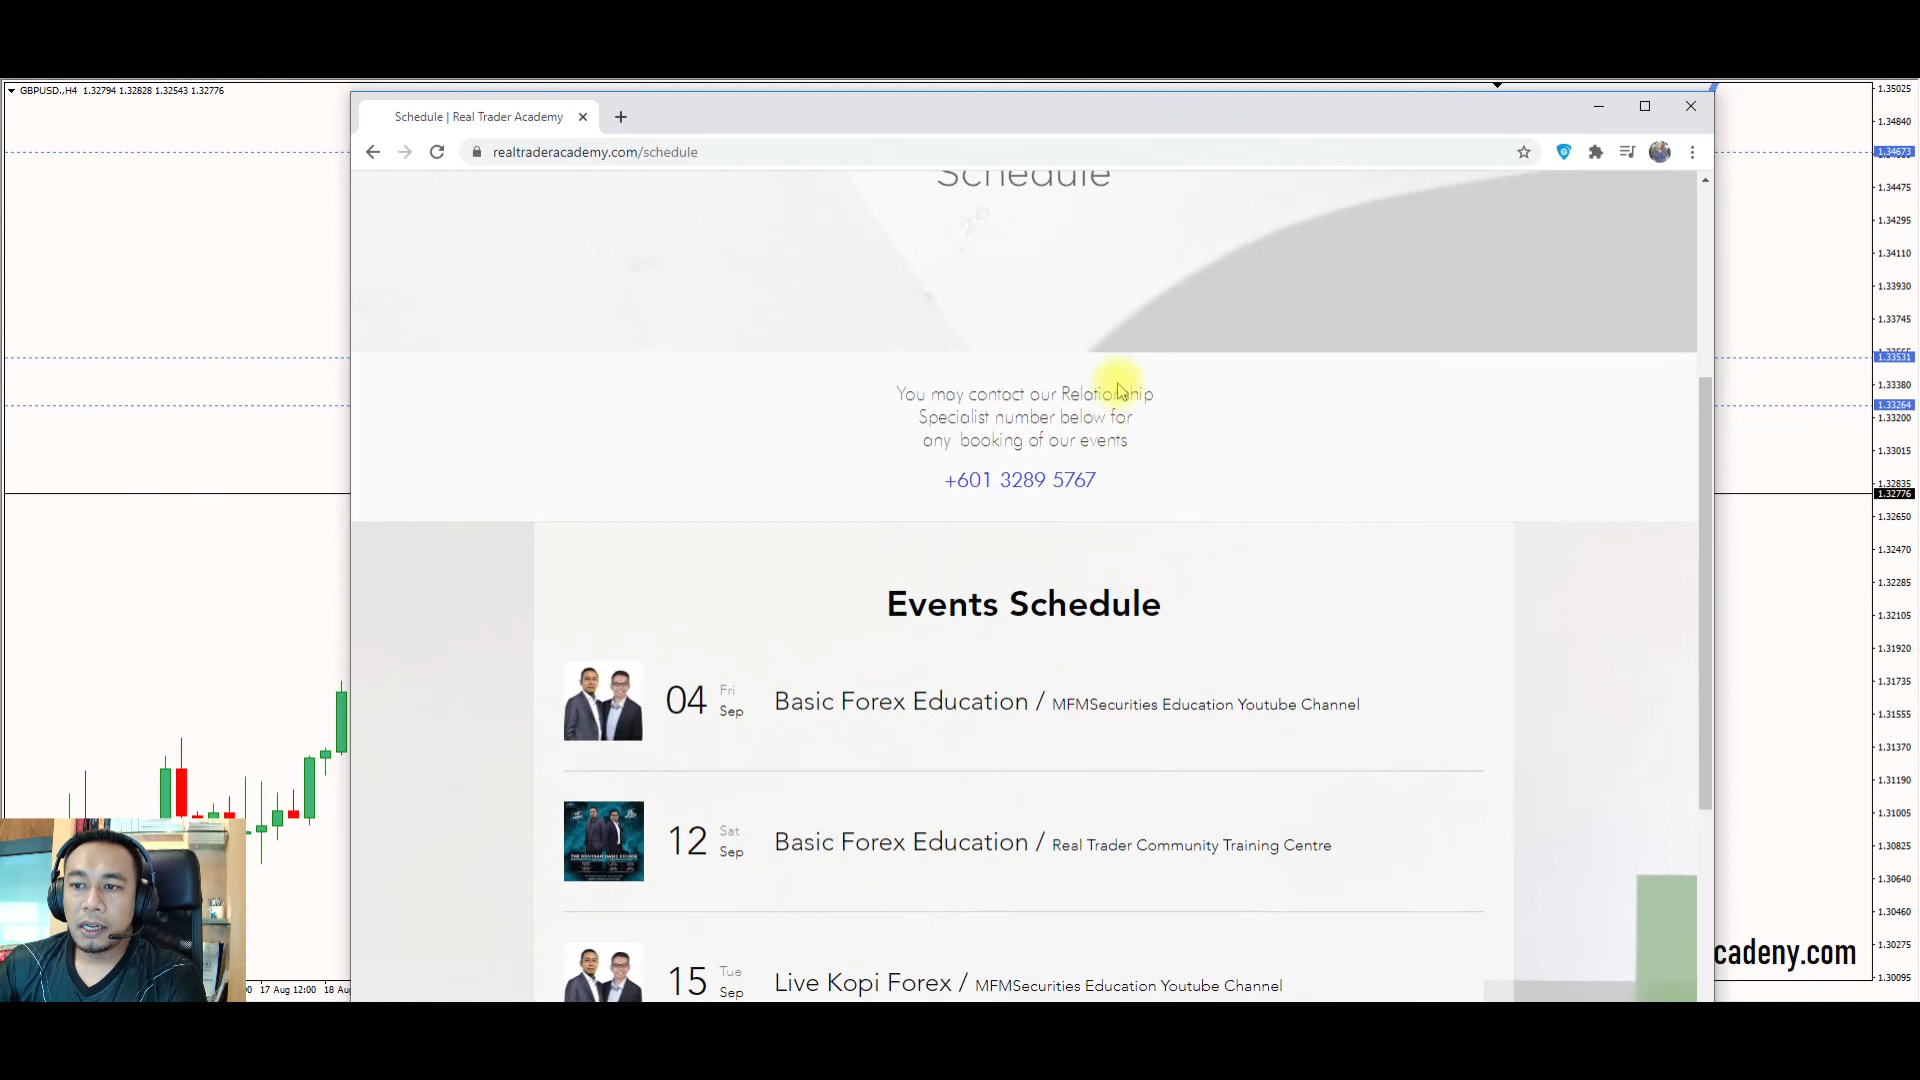 GBPUSD.,H4 1.32794 1.32828 1.32543 1.32776
Schedule | Real Trader Academy
realtraderacademy.com/schedule
Schedule
You may contact our Relationship
Specialist number below for
any booking of our events
+601 3289 5767
Events Schedule
04 Fri Sep Basic Forex Education / MFMSecurities Education Youtube Channel
12 Sat Sep Basic Forex Education / Real Trader Community Training Centre
15 Tue Sep Live Kopi Forex / MFMSecurities Education Youtube Channel
1.35025
1.34840
1.34673
1.34475
1.34295
1.34110
1.33930
1.33745
1.33531
1.33380
1.33264
1.33200
1.33015
1.32835
1.32776
1.32650
1.32470
1.32285
1.32105
1.31920
1.31735
1.31555
1.31370
1.31190
1.31005
1.30825
1.30640
1.30460
1.30275
1.30095
cadeny.com
17 Aug 12:00 18 Aug